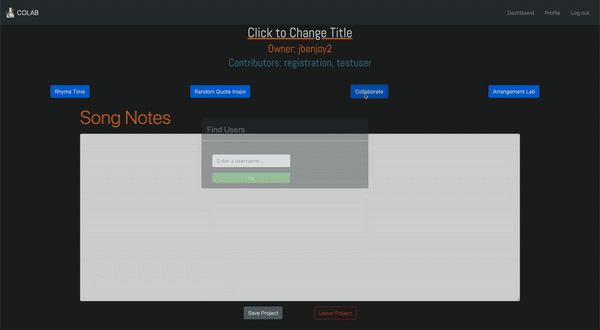 COLAB
Dashboard
Profile
Log out
Click to Change Title
Owner: jbenjoy2
Contributors: registration, testuser
Rhyme Time
Random Quote Inspo
Collaborate
Arrangement Lab
Song Notes
Find Users
Enter a username...
Save Project
Leave Project